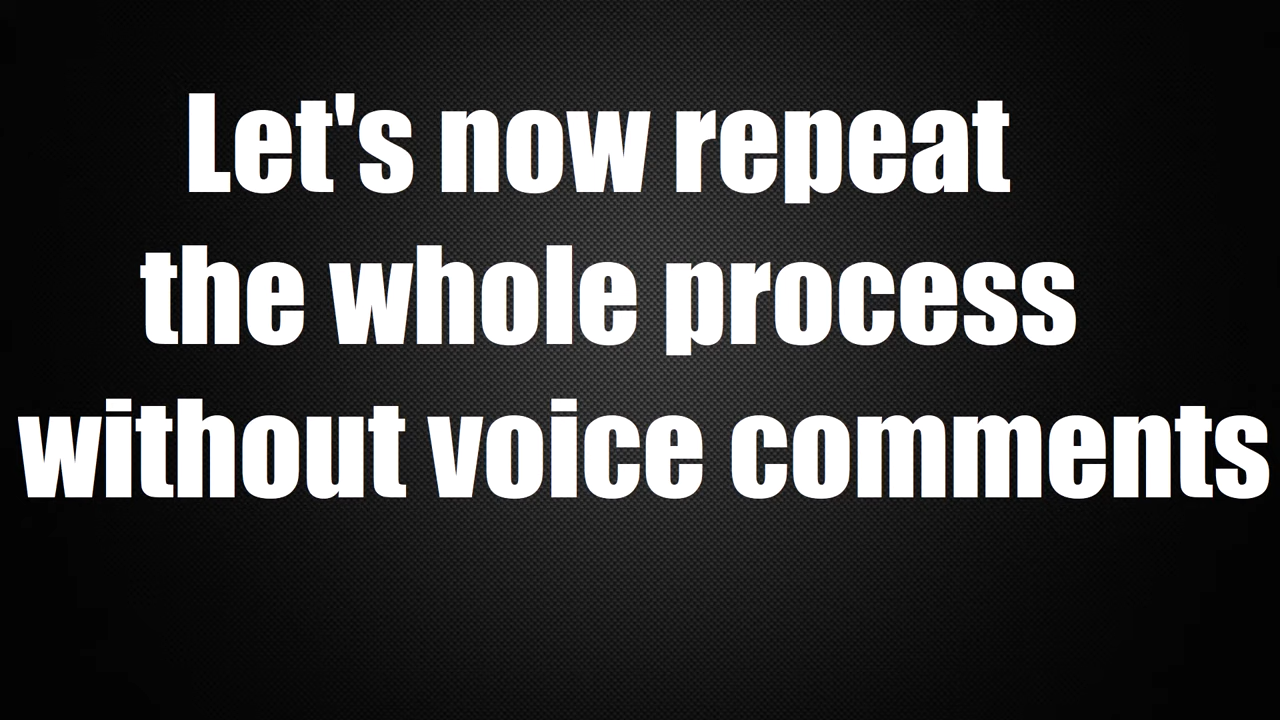 Let's now repeat
the whole process
without voice comments